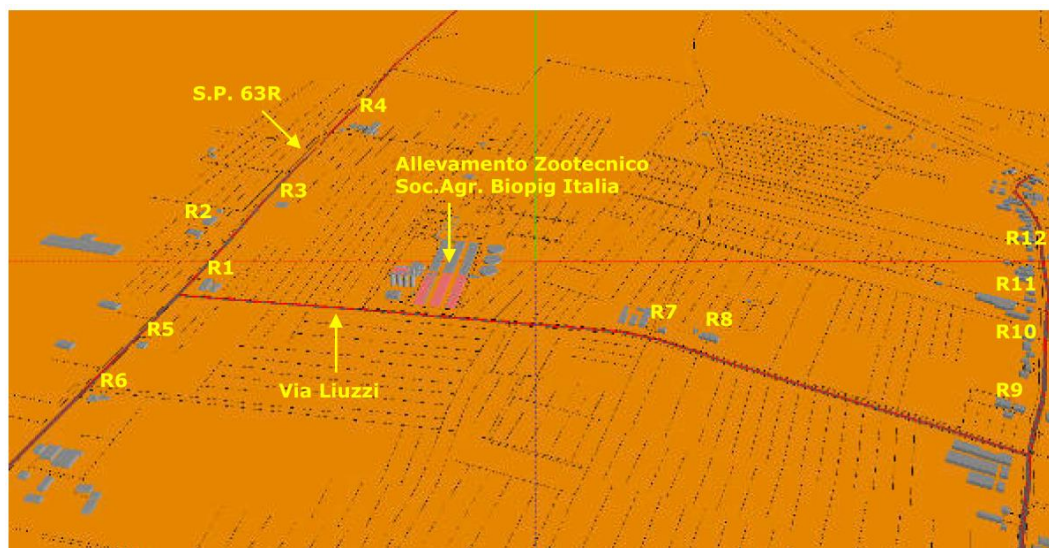 S.P. 63R
R4
Allevamento Zootecnico
Soc.Agr. Biopig Italia
R3
R2
R12
R1
R11
R7
R8
R10
R5
R6
Via Liuzzi
R9